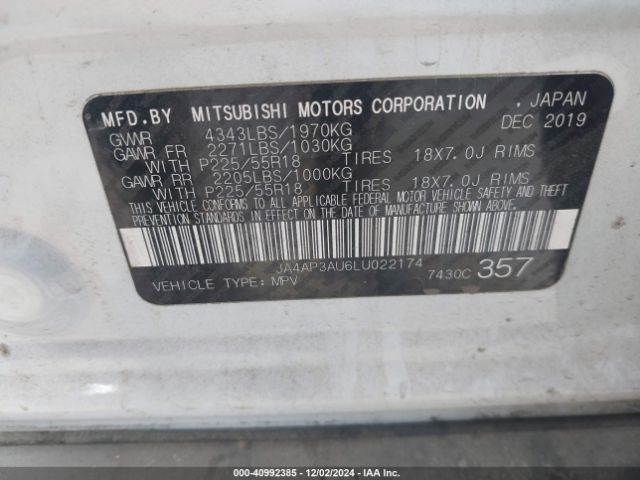 MFD.BY MITSUBISHI MOTORS CORPORATION . JAPAN
GVWR 4343LBS/1970KG DEC 2019
GAWR FR 2271LBS/1030KG
WITH P225/55R18 TIRES 18X7.0J RIMS
GAWR RR 2205LBS/1000KG
WITH P225/55R18 TIRES 18X7.0J RIMS
THIS VEHICLE CONFORMS TO ALL APPLICABLE FEDERAL MOTOR VEHICLE SAFETY AND THEFT
PREVENTION STANDARDS IN EFFECT ON THE DATE OF MANUFACTURE SHOWN ABOVE.
JA4AP3AU6LU022174 7430C 357
VEHICLE TYPE: MPV
000-40992385 - 12/02/2024 - IAAI.COM